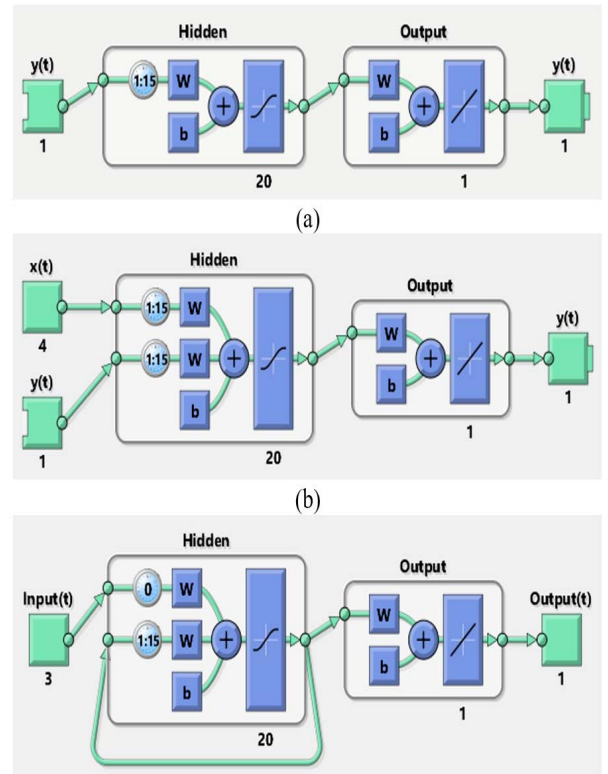 Hidden Output
y(t) y(t)
1:15 W W
+ +
b b
1 1
20 1
(a)
x(t) Hidden
Output
1:15 W y(t)
4 W
y(t) 1:15 W + +
b
b 1
1 1
20
(b)
Hidden
Output
Input(t) 0 W Output(t)
W
1:15 W + +
b
3 b 1
1
20